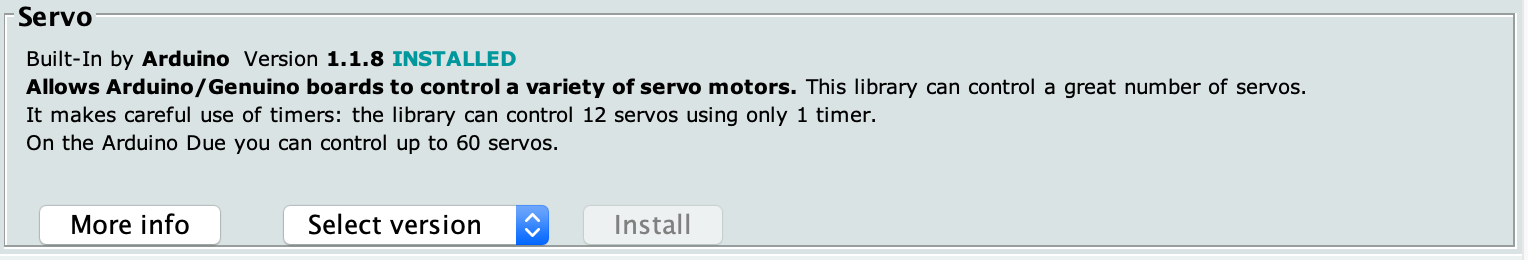 Servo
Built-In by Arduino Version 1.1.8 INSTALLED
Allows Arduino/Genuino boards to control a variety of servo motors. This library can control a great number of servos.
It makes careful use of timers: the library can control 12 servos using only 1 timer.
On the Arduino Due you can control up to 60 servos.
More info Select version Install